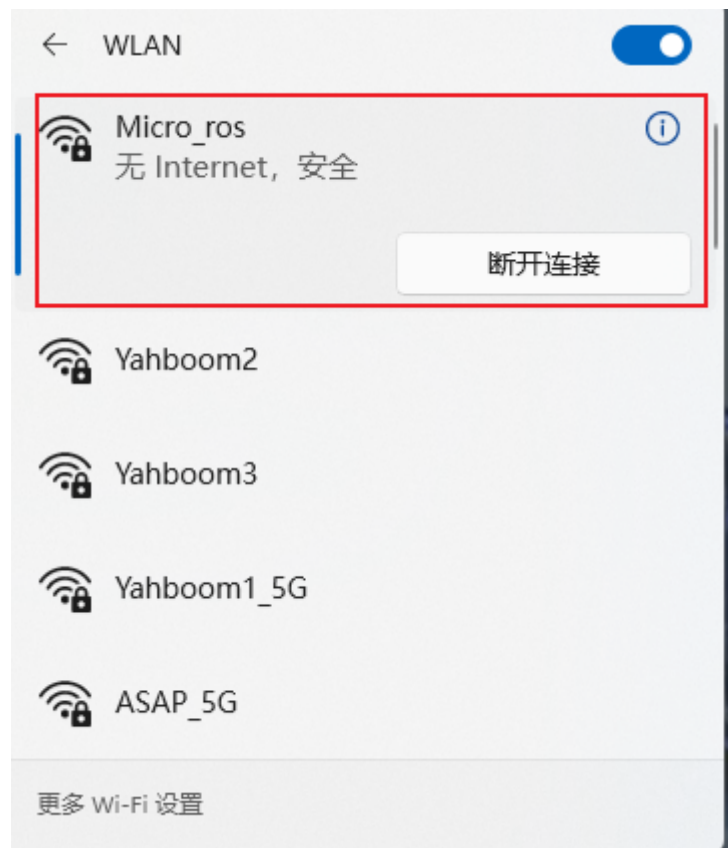 WLAN
Micro_ros
无 Internet，安全
断开连接
Yahboom2
Yahboom3
Yahboom1_5G
ASAP_5G
更多 Wi-Fi 设置